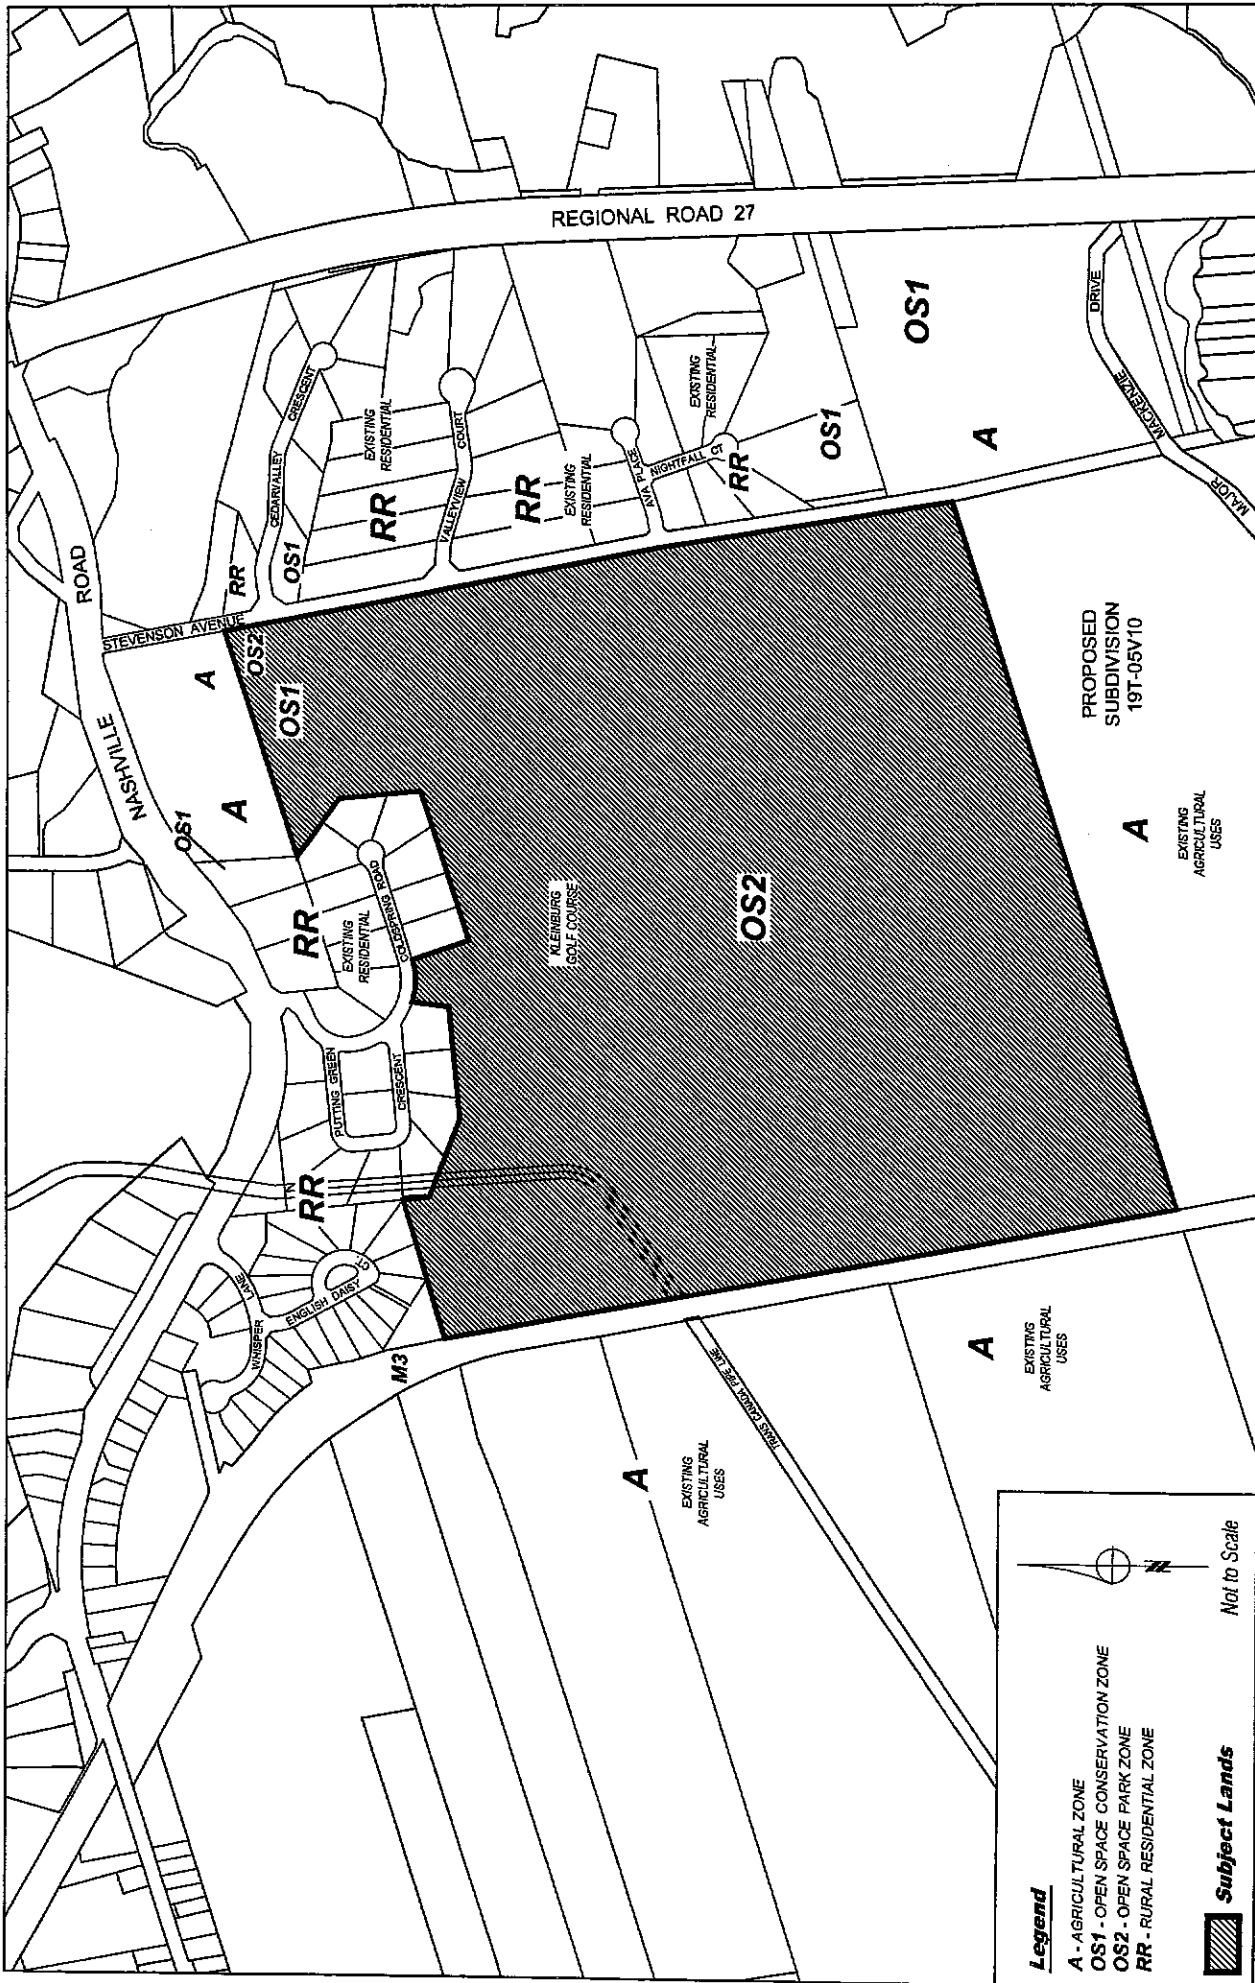 REGIONAL ROAD 27
NASHVILLE
ROAD
STEVENSON AVENUE
CEDARVALLEY
CRESCENT
EXISTING
RESIDENTIAL
RR
VALLEYVIEW
COURT
RR
EXISTING
RESIDENTIAL
AVA PLACE
NIGHTFALL CT
EXISTING
RESIDENTIAL
RR
OS1
OS1
A
MAJOR
MACKENZIE
DRIVE
RR
OS1
A
OS2
OS1
OS1
A
RR
EXISTING
RESIDENTIAL
COLDSPRING ROAD
PUTTING GREEN
CRESCENT
KLEINBURG
GOLF COURSE
OS2
PROPOSED
SUBDIVISION
19T-05V10
A
EXISTING
AGRICULTURAL
USES
RR
WHISPER
LANE
ENGLISH DAISY
CT.
M3
TRANS CANADA PIPE LINE
A
EXISTING
AGRICULTURAL
USES
A
EXISTING
AGRICULTURAL
USES
Legend
A - AGRICULTURAL ZONE
OS1 - OPEN SPACE CONSERVATION ZONE
OS2 - OPEN SPACE PARK ZONE
RR - RURAL RESIDENTIAL ZONE
Subject Lands
N
Not to Scale